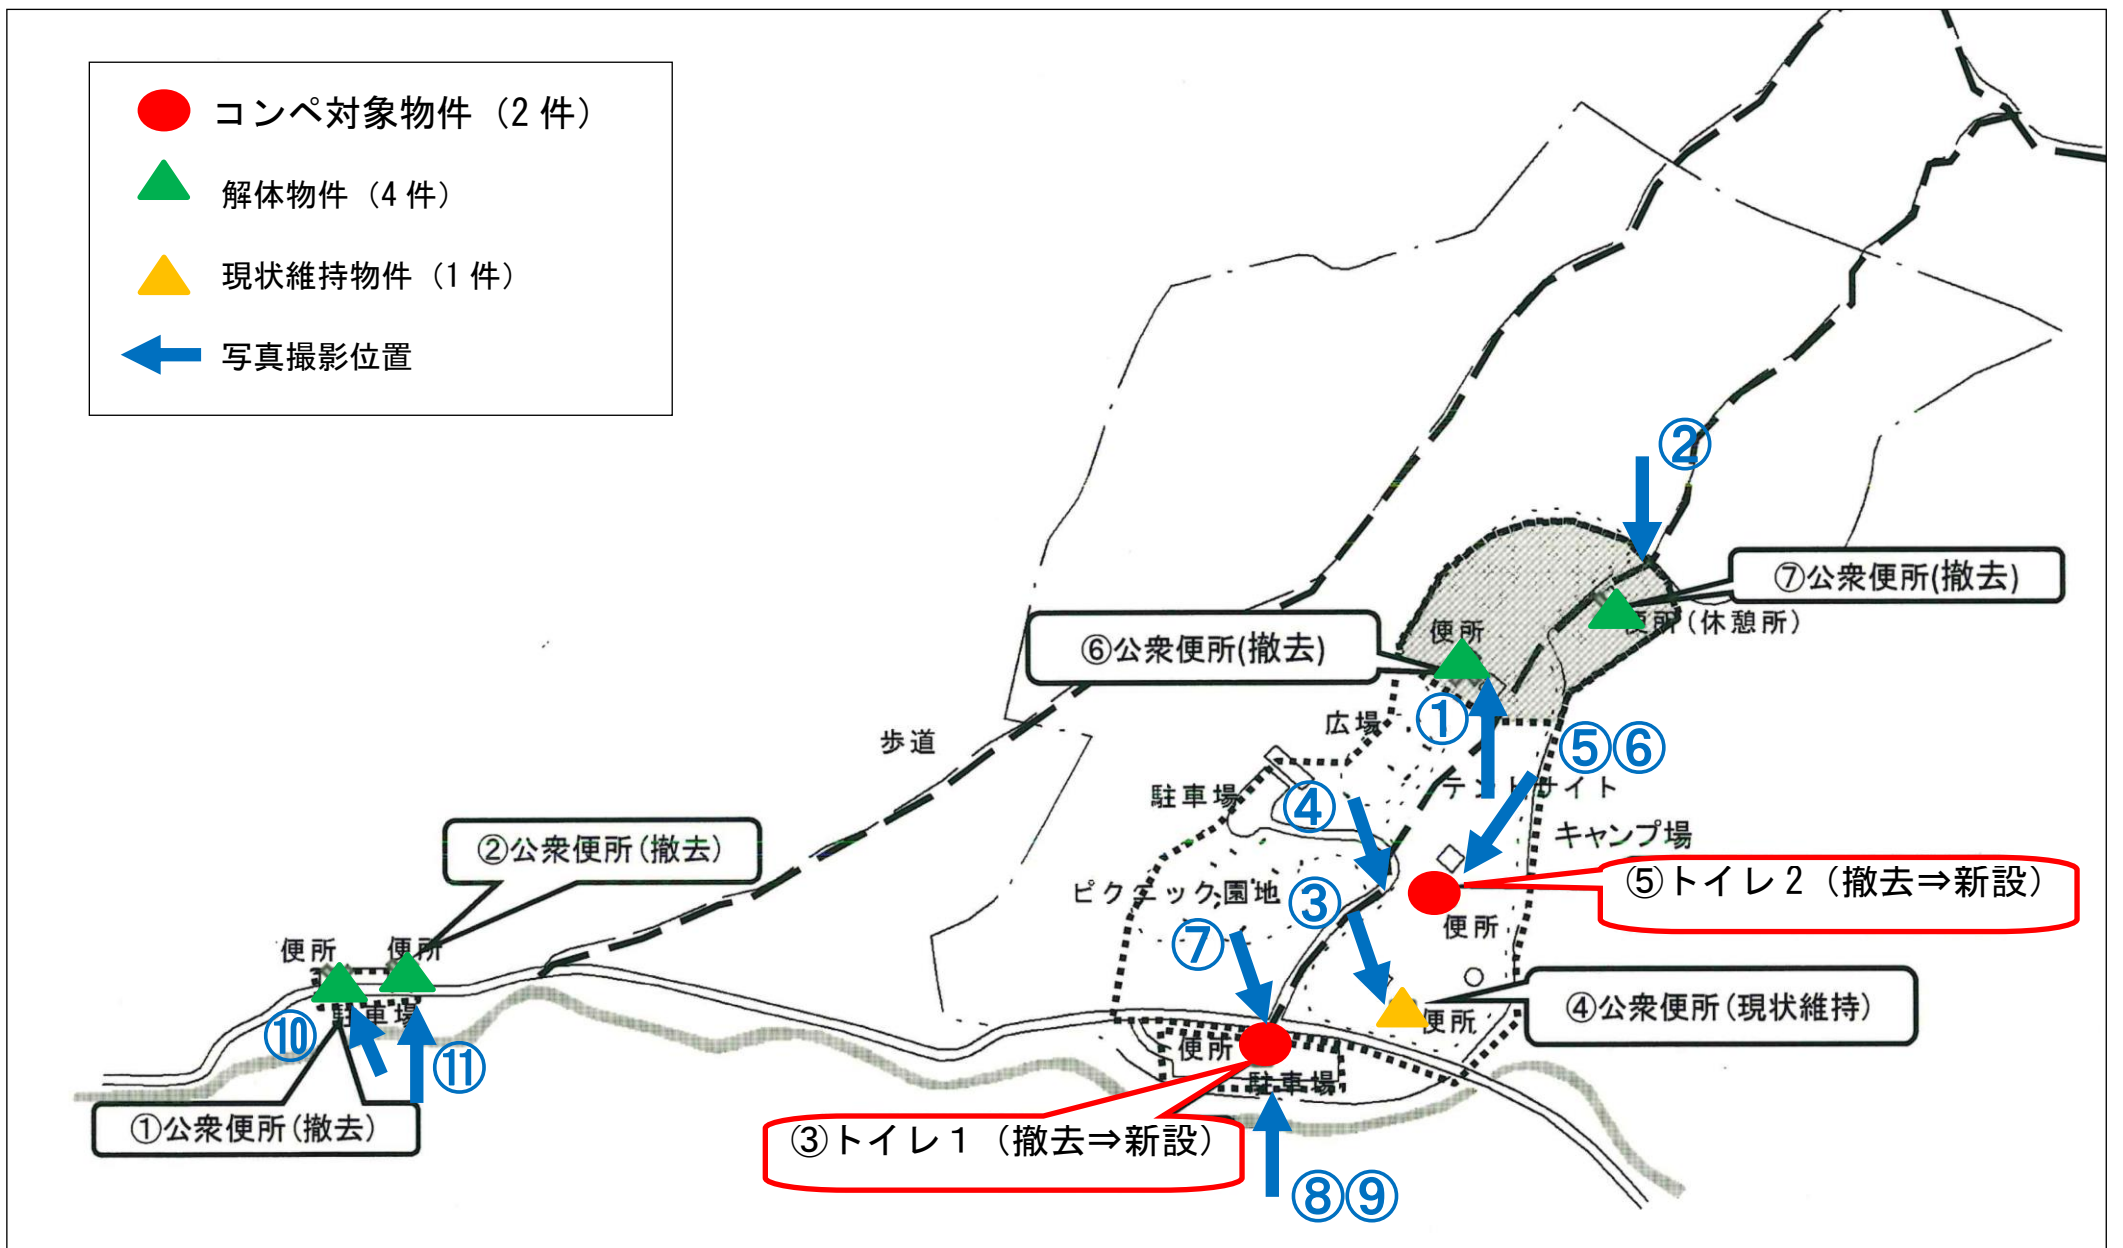 コンペ対象物件（2 件）
解体物件（4 件）
現状維持物件（1 件）
写真撮影位置
②
⑦公衆便所(撤去)
便所(休憩所)
便所
⑥公衆便所(撤去)
①
広場
⑤⑥
歩道
駐車場
④
テントサイト
キャンプ場
②公衆便所(撤去)
ピクニック園地
③
⑤トイレ２（撤去⇒新設）
便所
⑦
便所
便所
④公衆便所(現状維持)
便所
駐車場
⑩
⑪
便所
駐車場
①公衆便所(撤去)
③トイレ１（撤去⇒新設）
⑧⑨